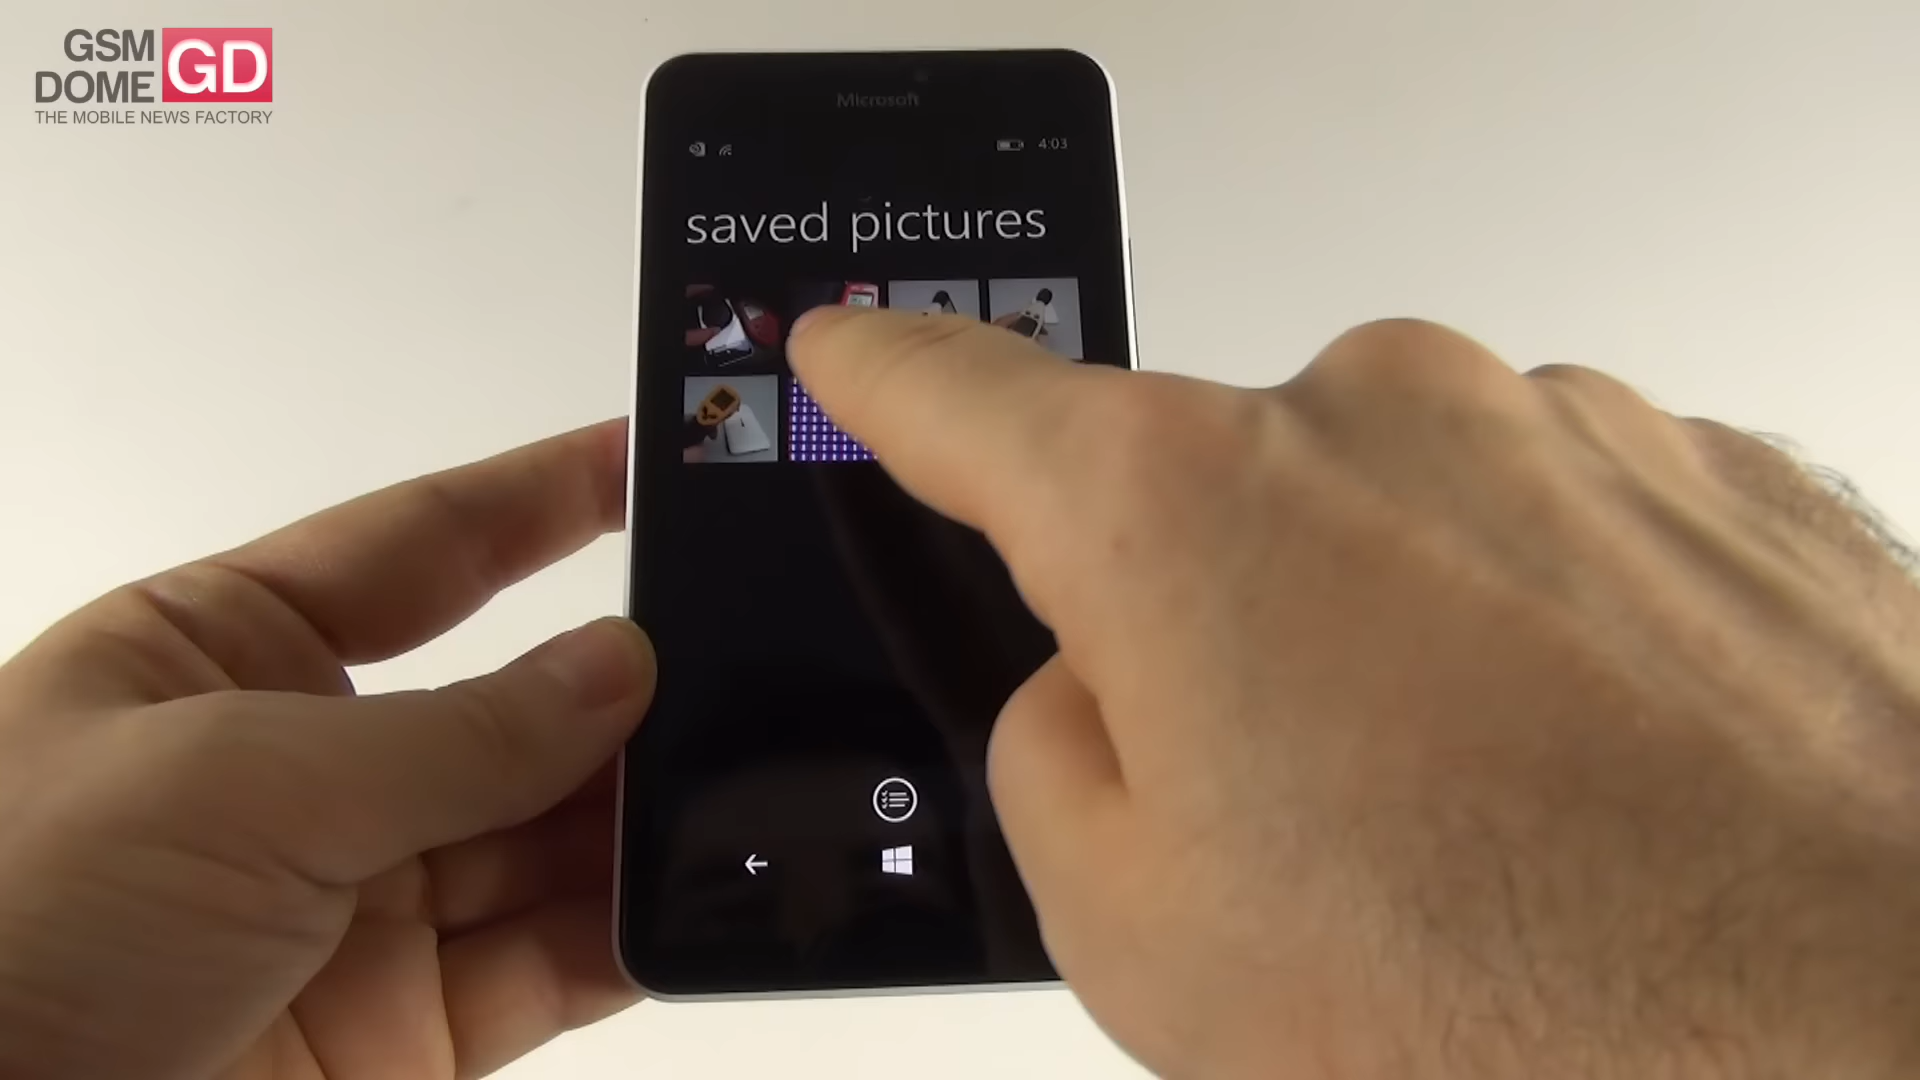 GSM
DOME
GD
THE MOBILE NEWS FACTORY
Microsoft
4:03
saved pictures